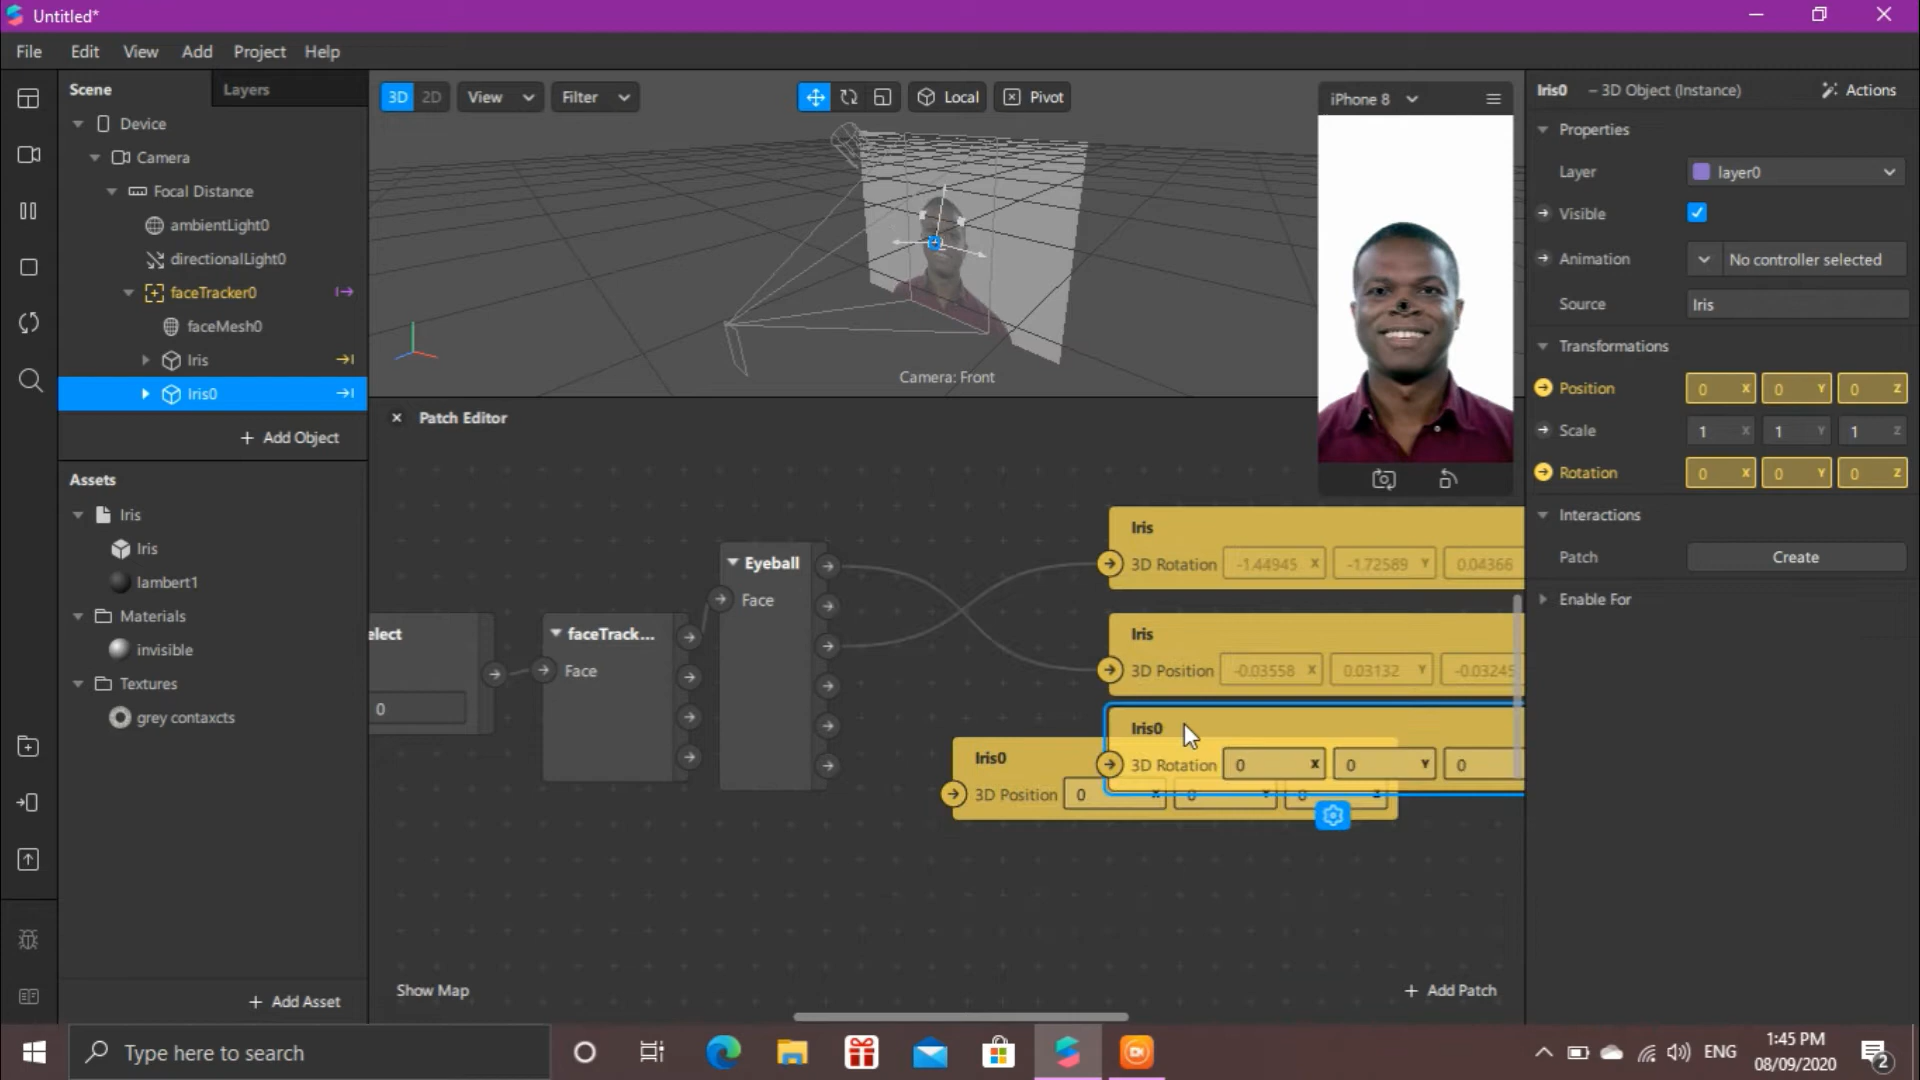 Untitled*
File Edit View Add Project Help
Scene Layers
Device
Camera
Focal Distance
ambientLight0
directionalLight0
faceTracker0
faceMesh0
Iris
Iris0
+ Add Object
Assets
Iris
Iris
lambert1
Materials
invisible
Textures
grey contaxcts
+ Add Asset
3D 2D View Filter Local Pivot
Camera: Front
iPhone 8
Patch Editor
elect
0
faceTrack...
Face
Eyeball
Face
Iris
3D Rotation -1.44945 X -1.72589 Y 0.04366
Iris
3D Position -0.03558 X 0.03132 Y -0.03245
Iris0
3D Rotation 0 X 0 Y 0
Iris0
3D Position 0 X 0 Y 0 Z
Show Map
+ Add Patch
Iris0 – 3D Object (Instance) Actions
Properties
Layer layer0
Visible
Animation No controller selected
Source Iris
Transformations
Position 0 X 0 Y 0 Z
Scale 1 X 1 Y 1 Z
Rotation 0 X 0 Y 0 Z
Interactions
Patch Create
Enable For
Type here to search
ENG
1:45 PM
08/09/2020
2